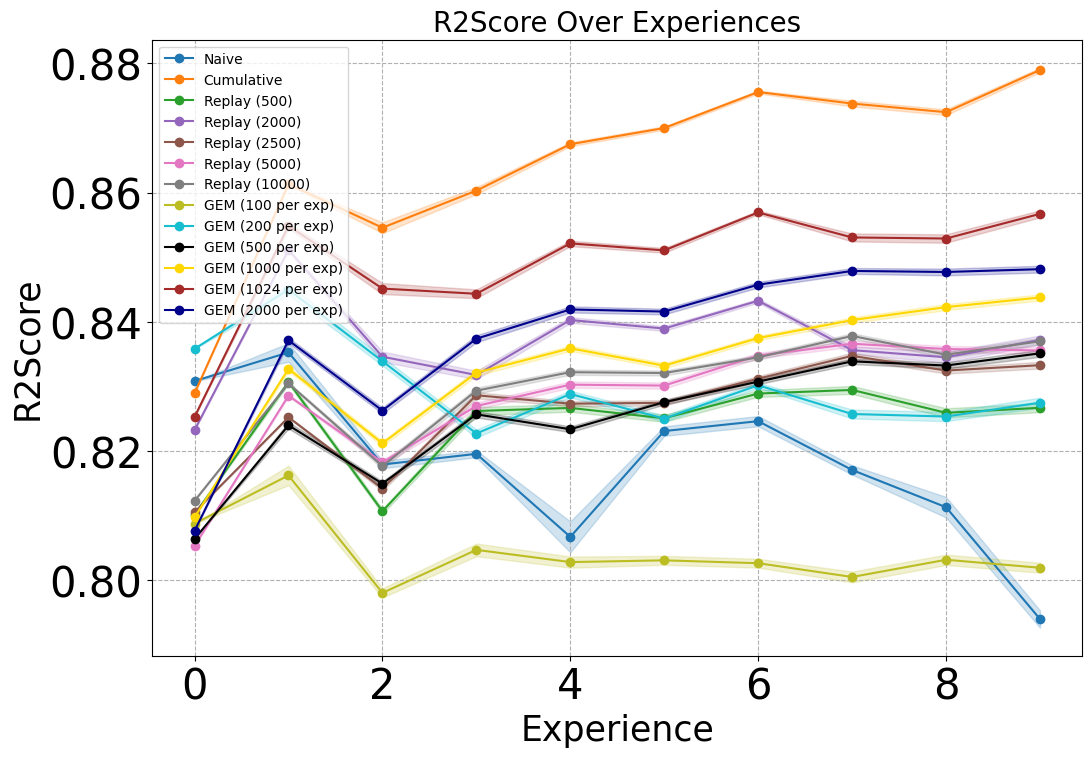 R2Score Over Experiences
0.88
0.86
0.84
0.82
0.80
R2Score
Naive
Cumulative
Replay (500)
Replay (2000)
Replay (2500)
Replay (5000)
Replay (10000)
GEM (100 per exp)
GEM (200 per exp)
GEM (500 per exp)
GEM (1000 per exp)
GEM (1024 per exp)
GEM (2000 per exp)
0 2 4 6 8
Experience